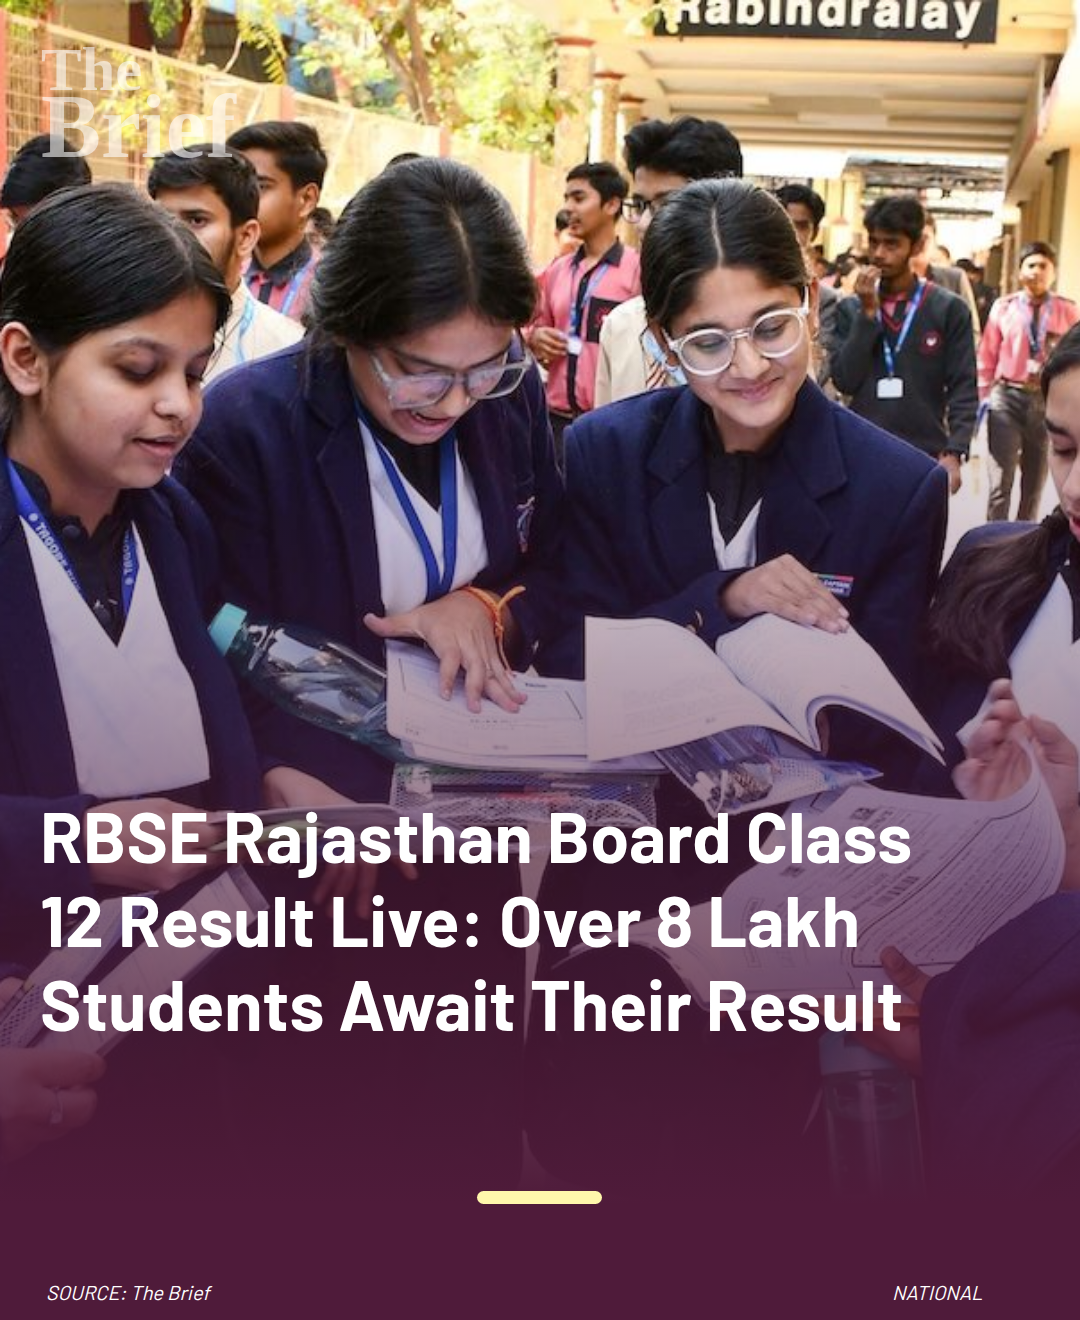 Rabindralay
The
Brief
RBSE Rajasthan Board Class
12 Result Live: Over 8 Lakh
Students Await Their Result
SOURCE: The Brief
NATIONAL